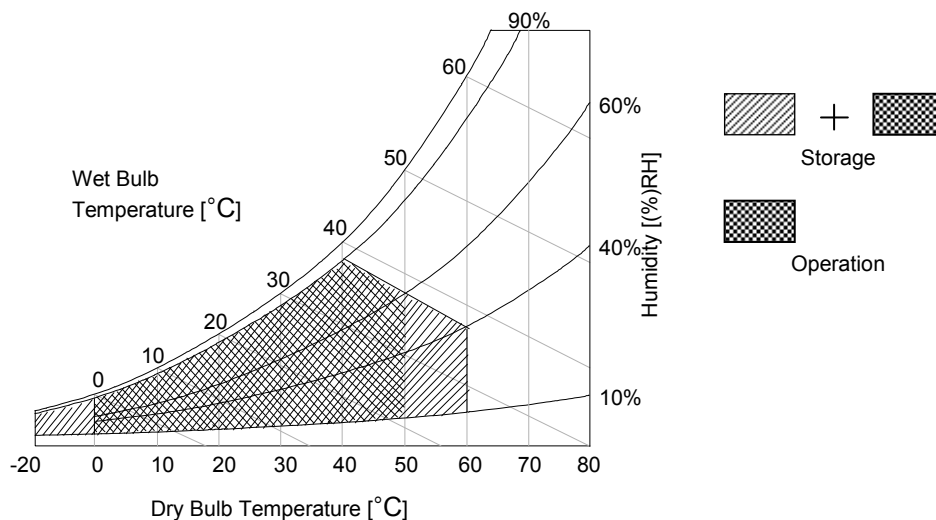 90%
60
60%
50
Wet Bulb
Temperature [°C]
40
30
20
10
0
40%
10%
Humidity [(%)RH]
-20 0 10 20 30 40 50 60 70 80
Dry Bulb Temperature [°C]
+
Storage
Operation